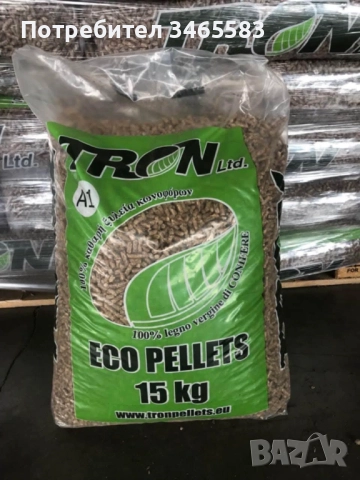 Потребител 3465583
TRON Ltd.
A1
100% legno vergine di CONIFERE
ECO PELLETS
15 kg
www.tronpellets.eu
BAZAR